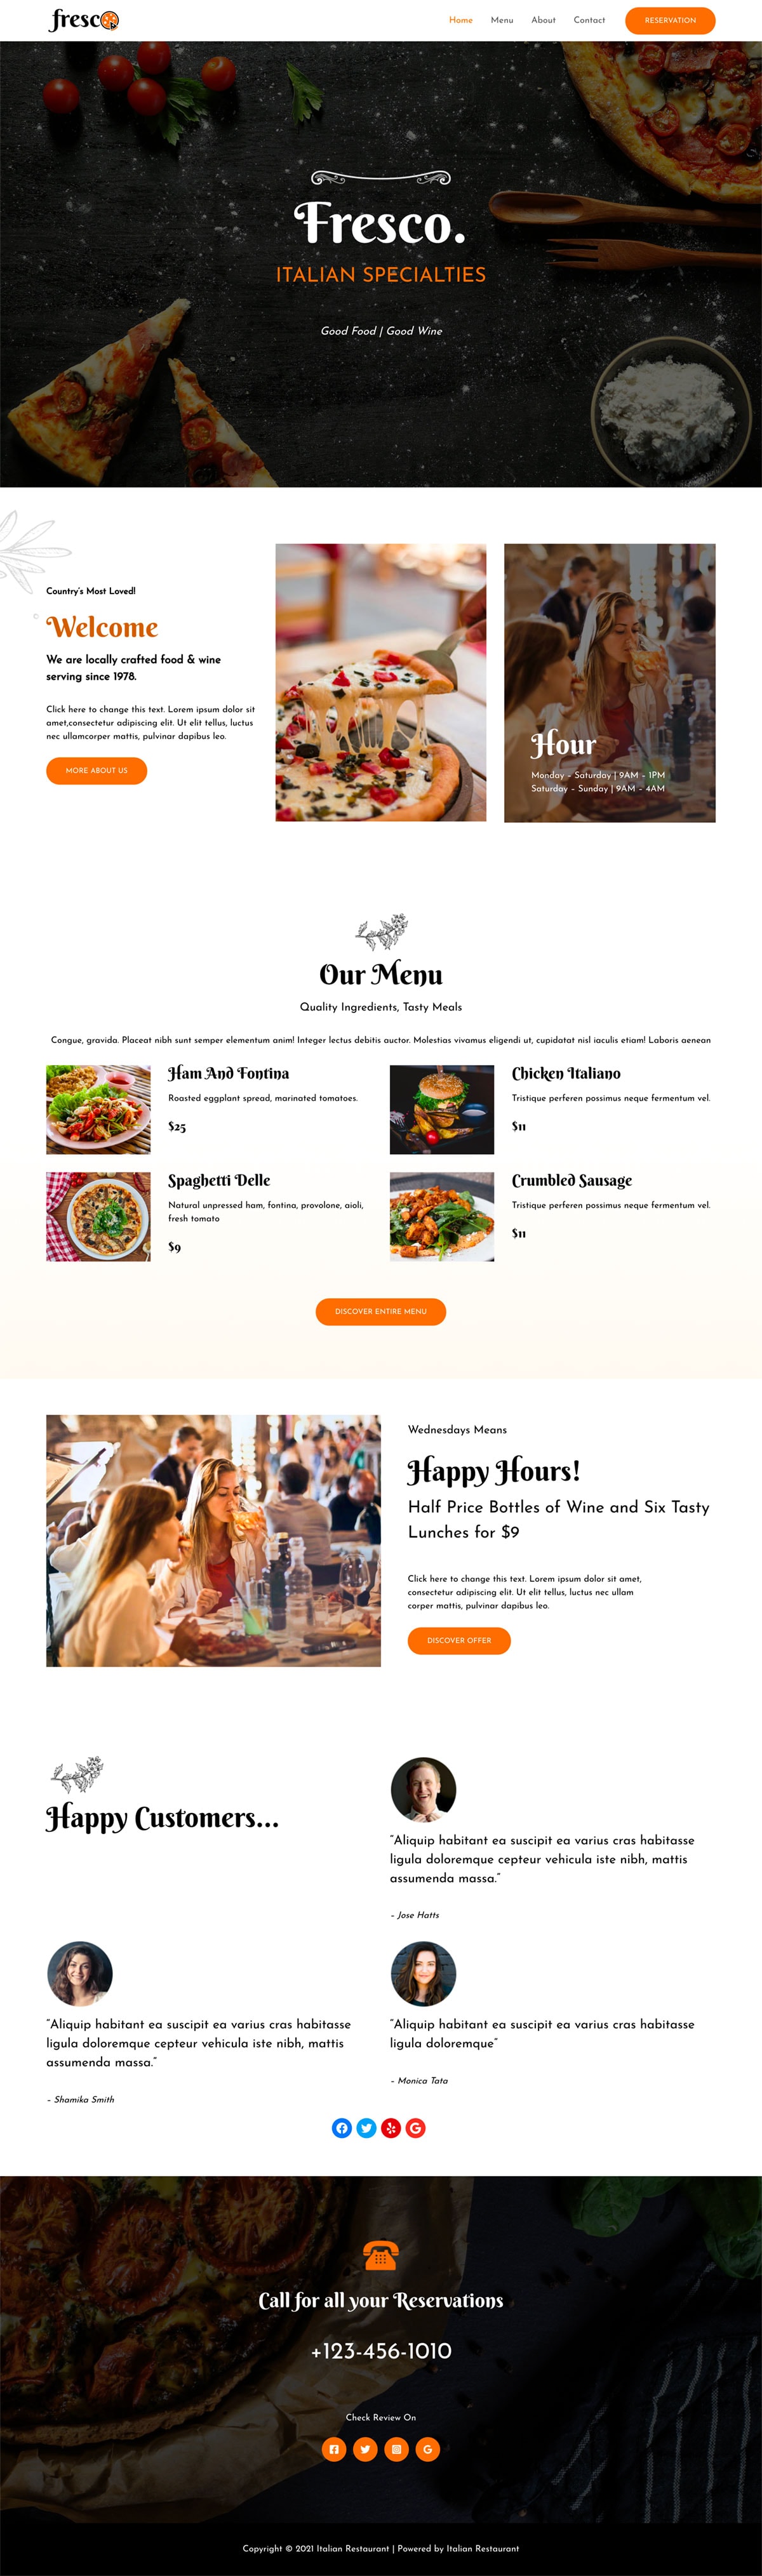 fresco
Home Menu About Contact RESERVATION
Fresco.
ITALIAN SPECIALTIES
Good Food | Good Wine
Country's Most Loved!
Welcome
We are locally crafted food & wine
serving since 1978.
Click here to change this text. Lorem ipsum dolor sit
amet,consectetur adipiscing elit. Ut elit tellus, luctus
nec ullamcorper mattis, pulvinar dapibus leo.
MORE ABOUT US
Hour
Monday – Saturday | 9AM – 1PM
Saturday – Sunday | 9AM – 4AM
Our Menu
Quality Ingredients, Tasty Meals
Congue, gravida. Placeat nibh sunt semper elementum anim! Integer lectus debitis auctor. Molestias vivamus eligendi ut, cupidatat nisl iaculis etiam! Laboris aenean
Ham And Fontina
Roasted eggplant spread, marinated tomatoes.
$25
Chicken Italiano
Tristique perferen possimus neque fermentum vel.
$11
Spaghetti Delle
Natural unpressed ham, fontina, provolone, aioli,
fresh tomato
$9
Crumbled Sausage
Tristique perferen possimus neque fermentum vel.
$11
DISCOVER ENTIRE MENU
Wednesdays Means
Happy Hours!
Half Price Bottles of Wine and Six Tasty
Lunches for $9
Click here to change this text. Lorem ipsum dolor sit amet,
consectetur adipiscing elit. Ut elit tellus, luctus nec ullam
corper mattis, pulvinar dapibus leo.
DISCOVER OFFER
Happy Customers...
"Aliquip habitant ea suscipit ea varius cras habitasse
ligula doloremque cepteur vehicula iste nibh, mattis
assumenda massa."
– Jose Hatts
"Aliquip habitant ea suscipit ea varius cras habitasse
ligula doloremque cepteur vehicula iste nibh, mattis
assumenda massa."
– Shamika Smith
"Aliquip habitant ea suscipit ea varius cras habitasse
ligula doloremque"
– Monica Tata
Call for all your Reservations
+123-456-1010
Check Review On
Copyright © 2021 Italian Restaurant | Powered by Italian Restaurant